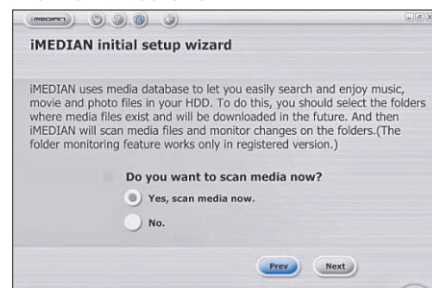 iMEDIAN
iMEDIAN initial setup wizard
iMEDIAN uses media database to let you easily search and enjoy music,
movie and photo files in your HDD. To do this, you should select the folders
where media files exist and will be downloaded in the future. And then
iMEDIAN will scan media files and monitor changes on the folders.(The
folder monitoring feature works only in registered version.)
Do you want to scan media now?
Yes, scan media now.
No.
Prev Next